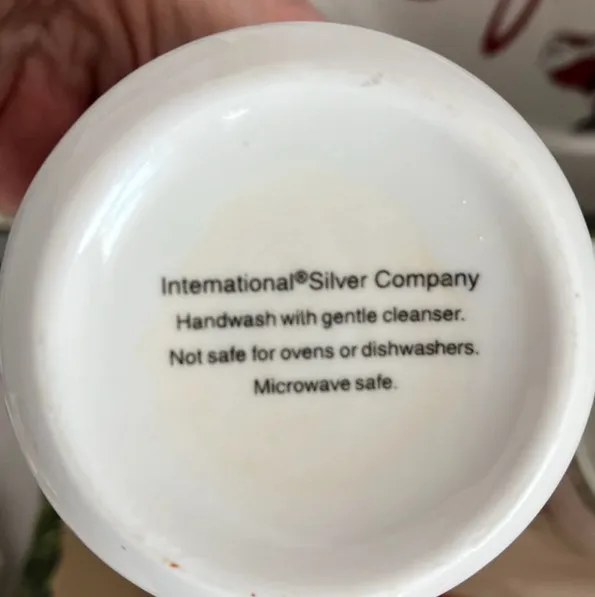 International®Silver Company
Handwash with gentle cleanser.
Not safe for ovens or dishwashers.
Microwave safe.